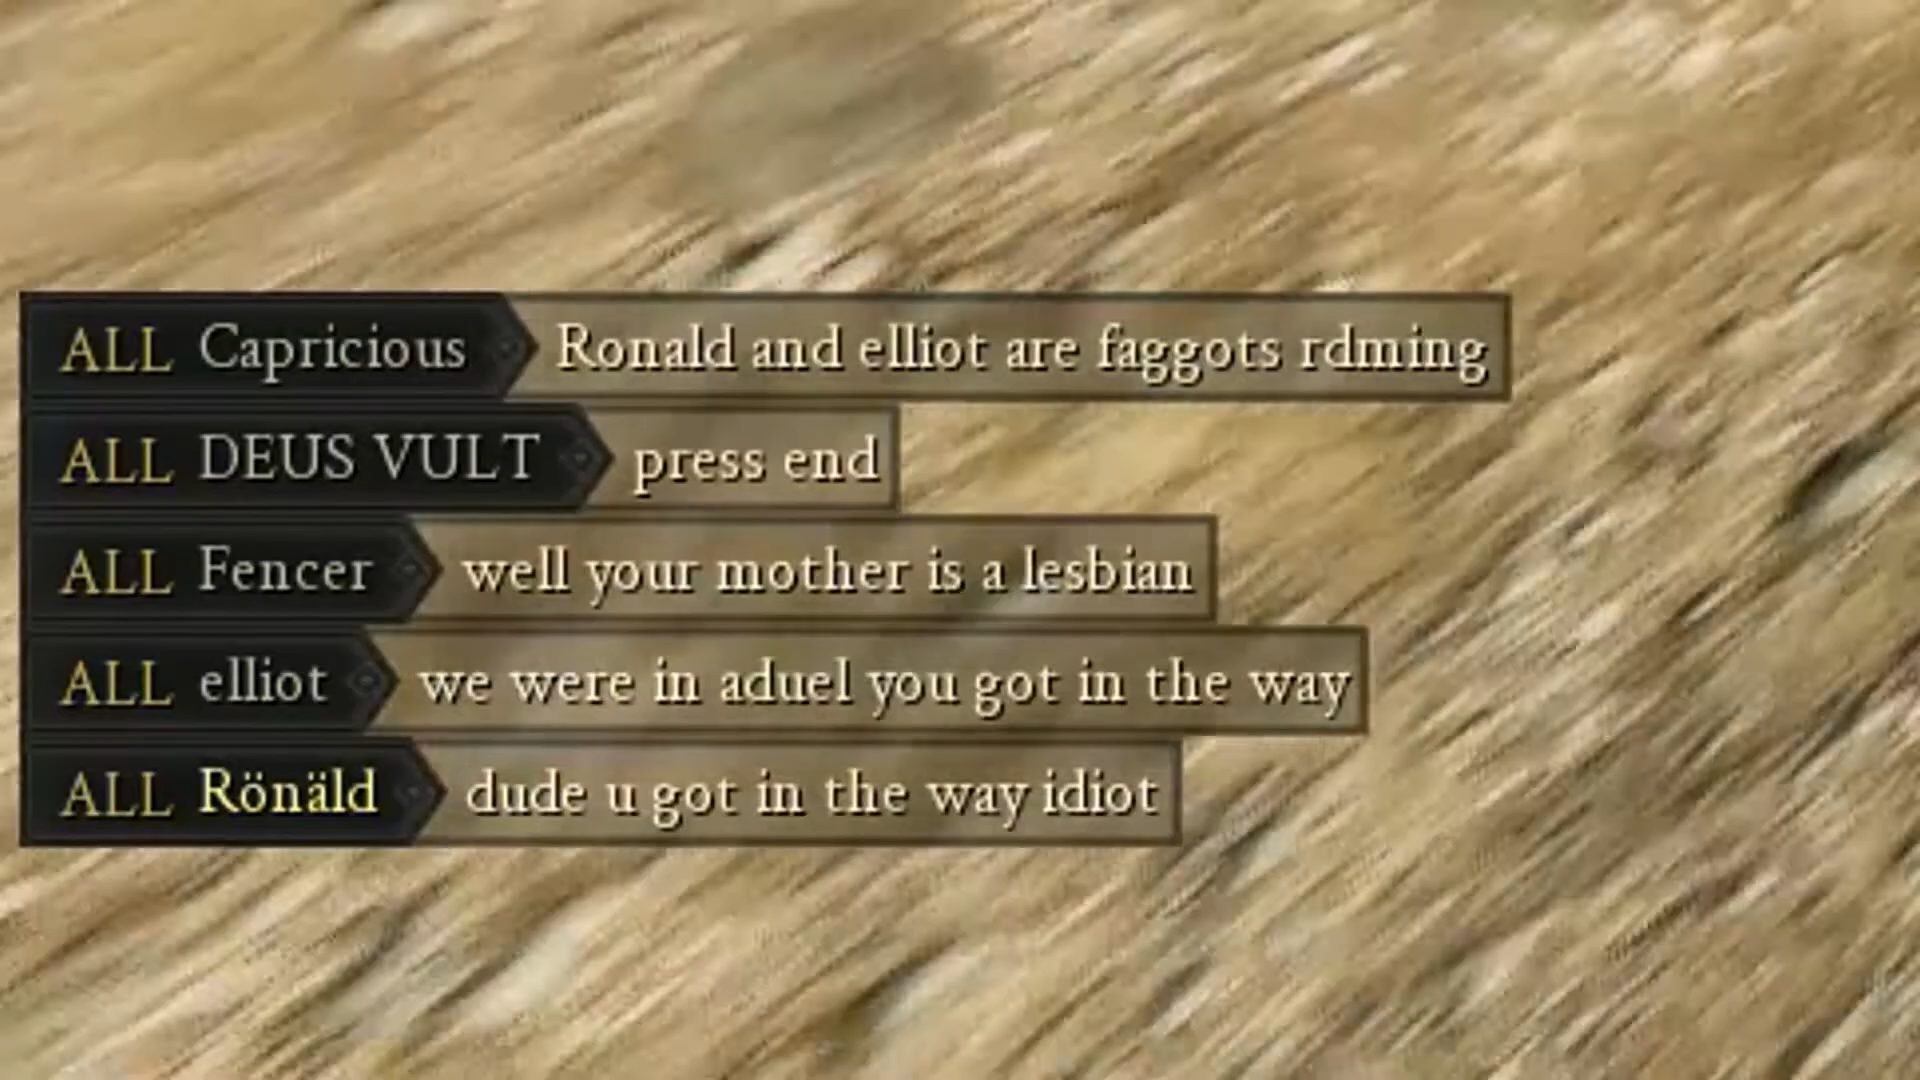 ALL Capricious Ronald and elliot are faggots rdming
ALL DEUS VULT press end
ALL Fencer well your mother is a lesbian
ALL elliot we were in aduel you got in the way
ALL Rönäld dude u got in the way idiot